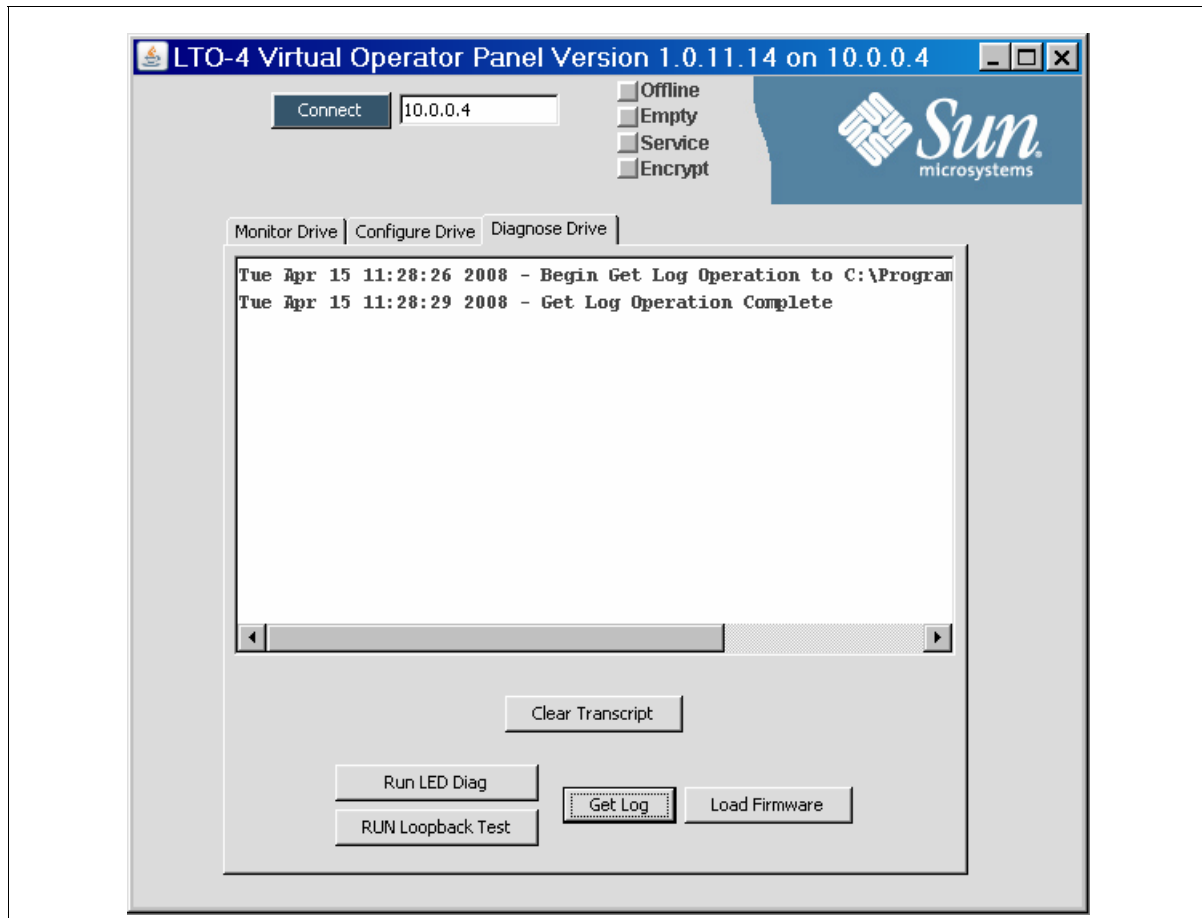 LTO-4 Virtual Operator Panel Version 1.0.11.14 on 10.0.0.4
Connect 10.0.0.4
Offline
Empty
Service
Encrypt
Sun
microsystems
Monitor Drive Configure Drive Diagnose Drive
Tue Apr 15 11:28:26 2008 - Begin Get Log Operation to C:\Program
Tue Apr 15 11:28:29 2008 - Get Log Operation Complete
Clear Transcript
Run LED Diag
Get Log Load Firmware
RUN Loopback Test